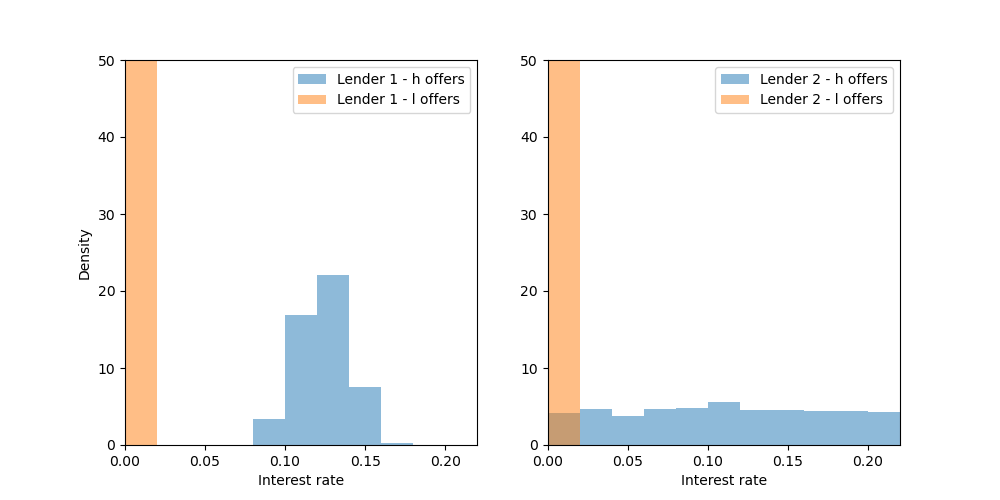 50
40
30
20
10
0
Density
0.00 0.05 0.10 0.15 0.20
Interest rate
Lender 1 - h offers
Lender 1 - l offers
50
40
30
20
10
0
0.00 0.05 0.10 0.15 0.20
Interest rate
Lender 2 - h offers
Lender 2 - l offers